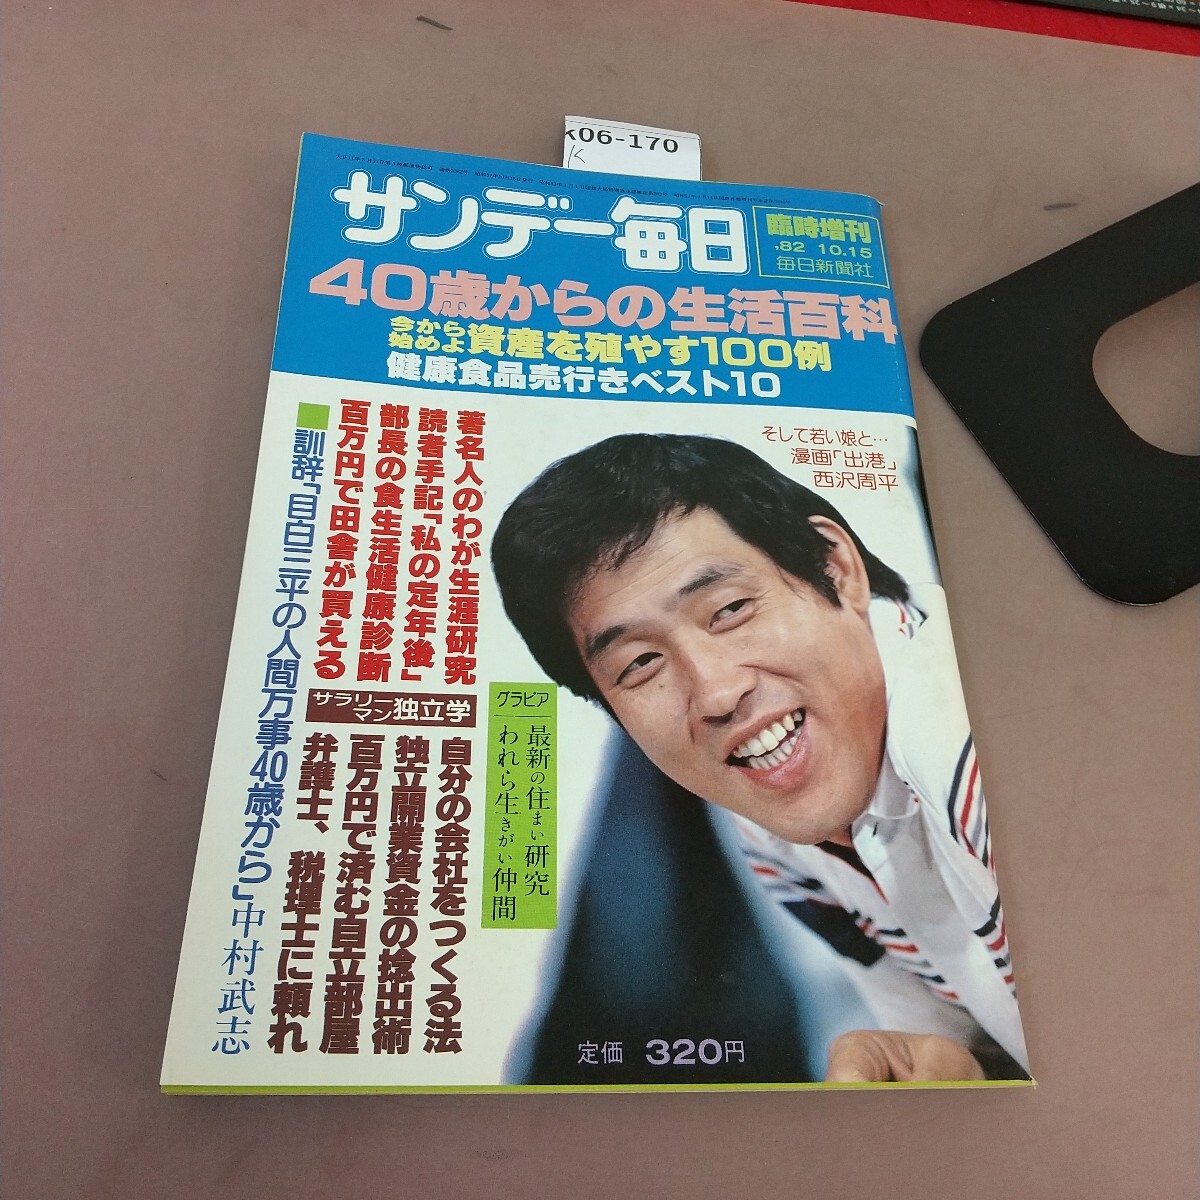 k06-170
K
サンデー毎日
臨時増刊
'82 10.15
毎日新聞社
40歳からの生活百科
今から始めよ 資産を殖やす100例
健康食品売行きベスト10
そして若い娘と…
漫画「出港」
西沢周平
著名人のわが生涯研究
読者手記「私の定年後」
部長の食生活健康診断
百万円で田舎が買える
■訓辞「目白三平の人間万事40歳から」中村武志
サラリーマン独立学
自分の会社をつくる法
独立開業資金の捻出術
百万円で済む自立部屋
弁護士、税理士に頼れ
グラビア
最新の住まい研究
われら生きがい仲間
定価 320円